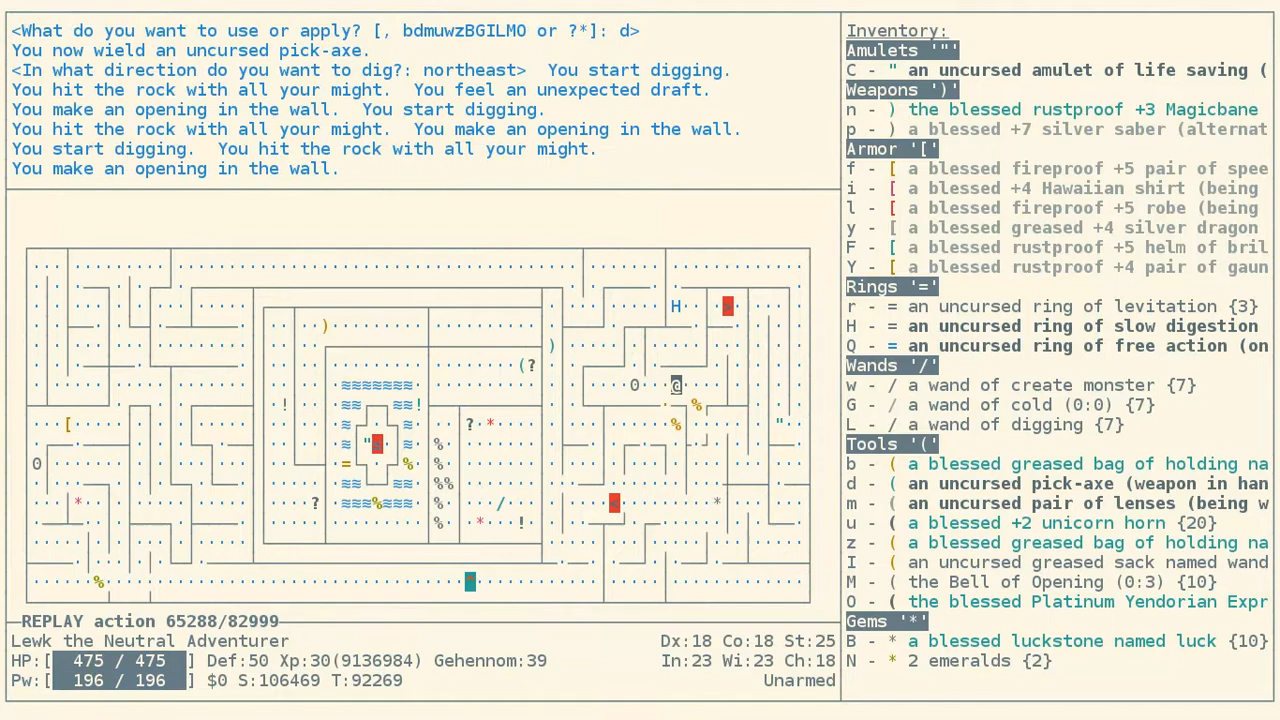 <What do you want to use or apply? [, bdmuwzBGILMO or ?*]: d>
You now wield an uncursed pick-axe.
<In what direction do you want to dig?: northeast>  You start digging.
You hit the rock with all your might.  You feel an unexpected draft.
You make an opening in the wall.  You start digging.
You hit the rock with all your might.  You make an opening in the wall.
You start digging.  You hit the rock with all your might.
You make an opening in the wall.
REPLAY action 65288/82999
Lewk the Neutral Adventurer Dx:18 Co:18 St:25
HP:[ 475 / 475 ] Def:50 Xp:30(9136984) Gehennom:39 In:23 Wi:23 Ch:18
Pw:[ 196 / 196 ] $0 S:106469 T:92269 Unarmed
Inventory:
Amulets '"'
C - " an uncursed amulet of life saving (
Weapons ')'
n - ) the blessed rustproof +3 Magicbane
p - ) a blessed +7 silver saber (alternat
Armor '['
f - [ a blessed fireproof +5 pair of spee
i - [ a blessed +4 Hawaiian shirt (being
l - [ a blessed fireproof +5 robe (being
y - [ a blessed greased +4 silver dragon
F - [ a blessed rustproof +5 helm of bril
Y - [ a blessed rustproof +4 pair of gaun
Rings '='
r - = an uncursed ring of levitation {3}
H - = an uncursed ring of slow digestion
Q - = an uncursed ring of free action (on
Wands '/'
w - / a wand of create monster {7}
G - / a wand of cold (0:0) {7}
L - / a wand of digging {7}
Tools '('
b - ( a blessed greased bag of holding na
d - ( an uncursed pick-axe (weapon in han
m - ( an uncursed pair of lenses (being w
u - ( a blessed +2 unicorn horn {20}
z - ( a blessed greased bag of holding na
I - ( an uncursed greased sack named wand
M - ( the Bell of Opening (0:3) {10}
O - ( the blessed Platinum Yendorian Expr
Gems '*'
B - * a blessed luckstone named luck {10}
N - * 2 emeralds {2}